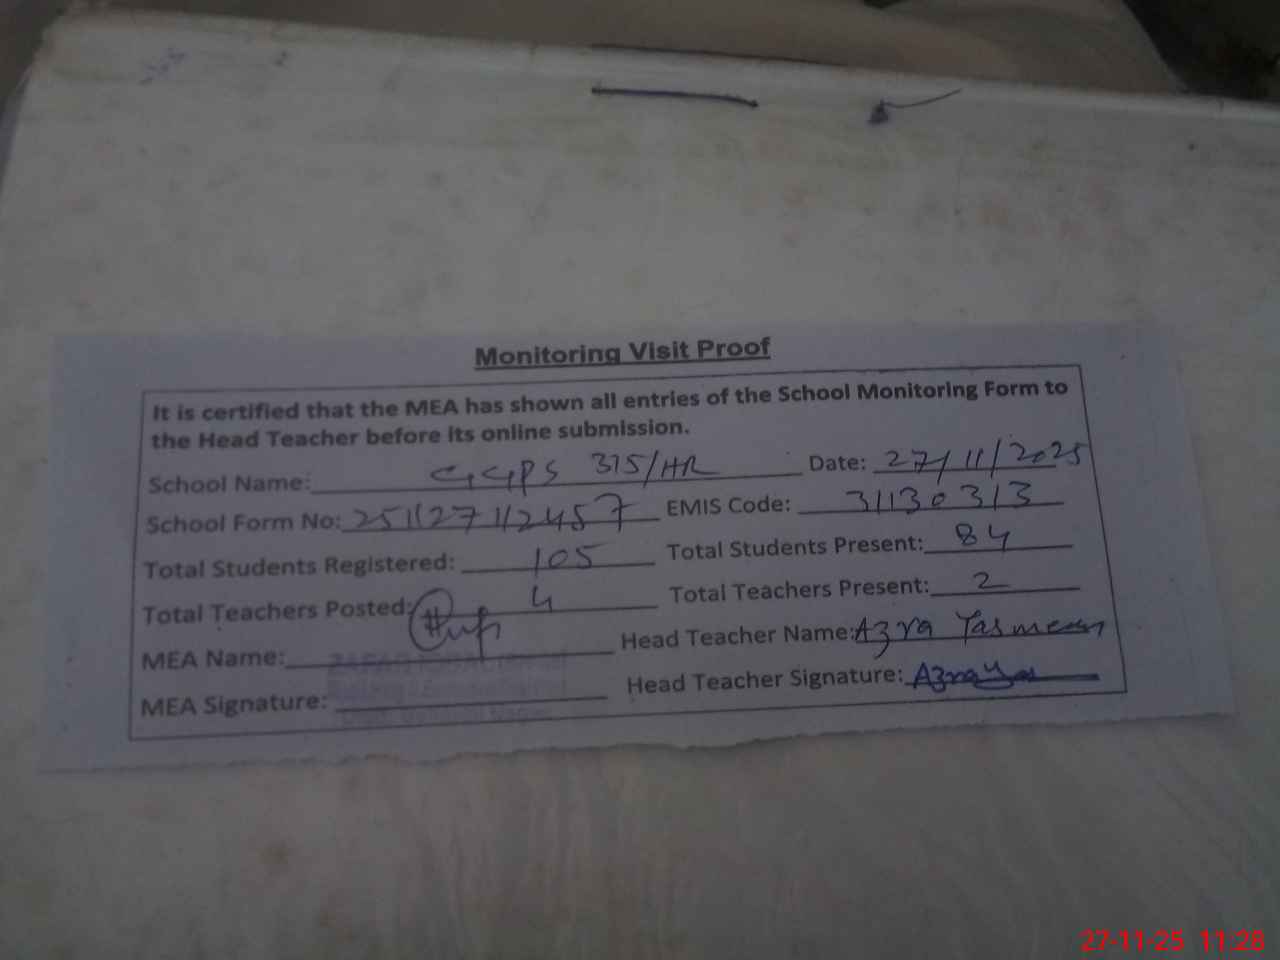 Monitoring Visit Proof
It is certified that the MEA has shown all entries of the School Monitoring Form to
the Head Teacher before its online submission.
School Name: GGPS 315/HR Date: 27/11/2025
School Form No: 251127112457 EMIS Code: 31130313
Total Students Registered: 105 Total Students Present: 84
Total Teachers Posted: 4 Total Teachers Present: 2
MEA Name: Head Teacher Name: Azra Yasmeen
MEA Signature: Head Teacher Signature:
27-11-25 11:28